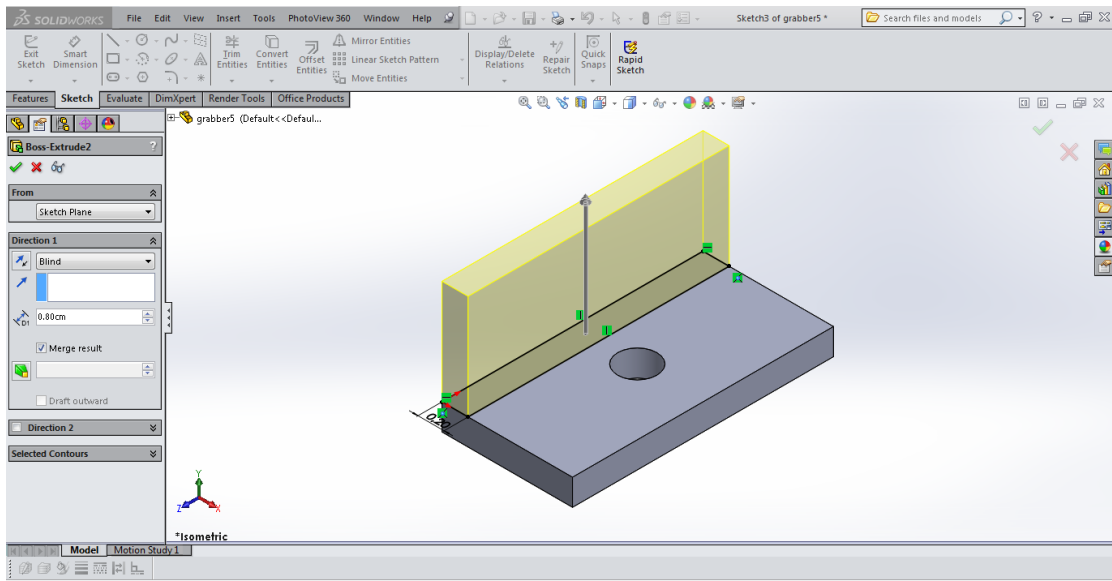 SOLIDWORKS File Edit View Insert Tools PhotoView 360 Window Help Sketch3 of grabber5 * Search files and models ?
Exit Sketch Smart Dimension Trim Entities Convert Entities Offset Entities Mirror Entities Linear Sketch Pattern Move Entities Display/Delete Relations Repair Sketch Quick Snaps Rapid Sketch
Features Sketch Evaluate DimXpert Render Tools Office Products
grabber5 (Default<<Defaul...
Boss-Extrude2 ?
From
Sketch Plane
Direction 1
Blind
D1 0.80cm
Merge result
Draft outward
0.20
Direction 2
Selected Contours
Y
Z X
*Isometric
Model Motion Study 1